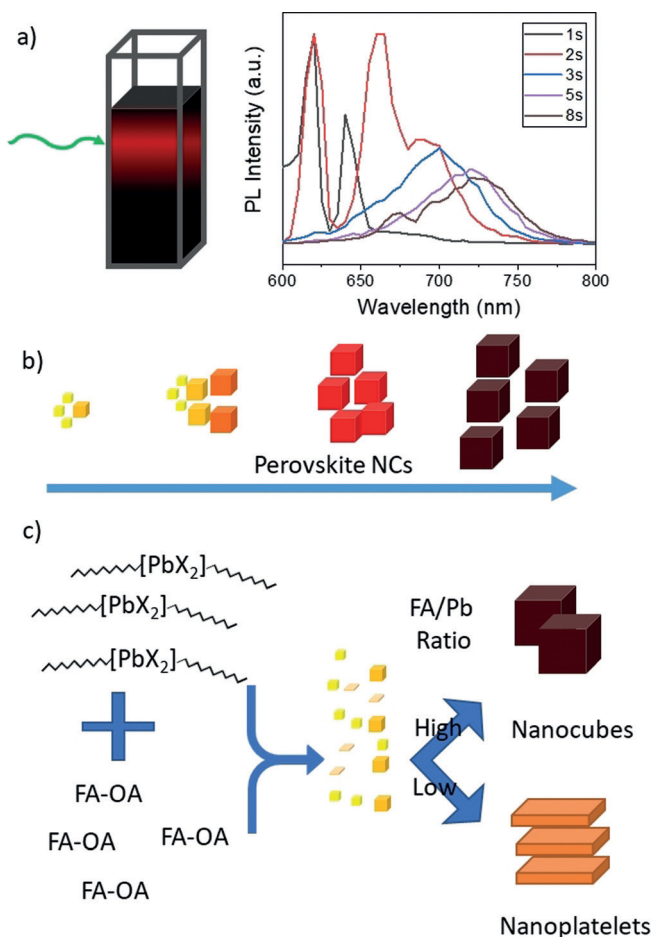 a)
PL Intensity (a.u.)
1s
2s
3s
5s
8s
600 650 700 750 800
Wavelength (nm)
b)
Perovskite NCs
c)
[PbX₂]
[PbX₂]
[PbX₂]
FA-OA
FA-OA
FA-OA
FA-OA
FA/Pb
Ratio
High
Low
Nanocubes
Nanoplatelets